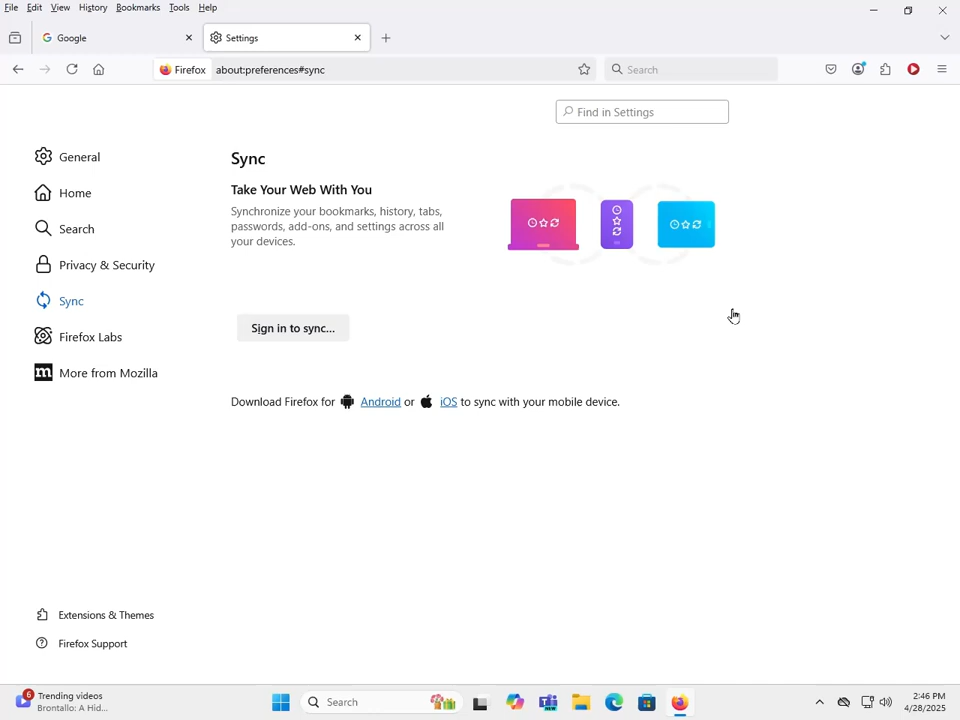 File Edit View History Bookmarks Tools Help
Google
Settings
Firefox about:preferences#sync
Search
Find in Settings
General
Home
Search
Privacy & Security
Sync
Firefox Labs
More from Mozilla
Extensions & Themes
Firefox Support
Sync
Take Your Web With You
Synchronize your bookmarks, history, tabs,
passwords, add-ons, and settings across all
your devices.
Sign in to sync...
Download Firefox for Android or iOS to sync with your mobile device.
6
Trending videos
Brontallo: A Hid...
Search
NEW
2:46 PM
4/28/2025